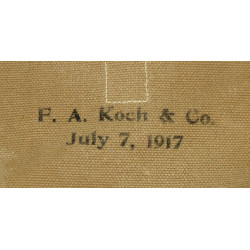 F. A. Koch & Co.
July 7, 1917